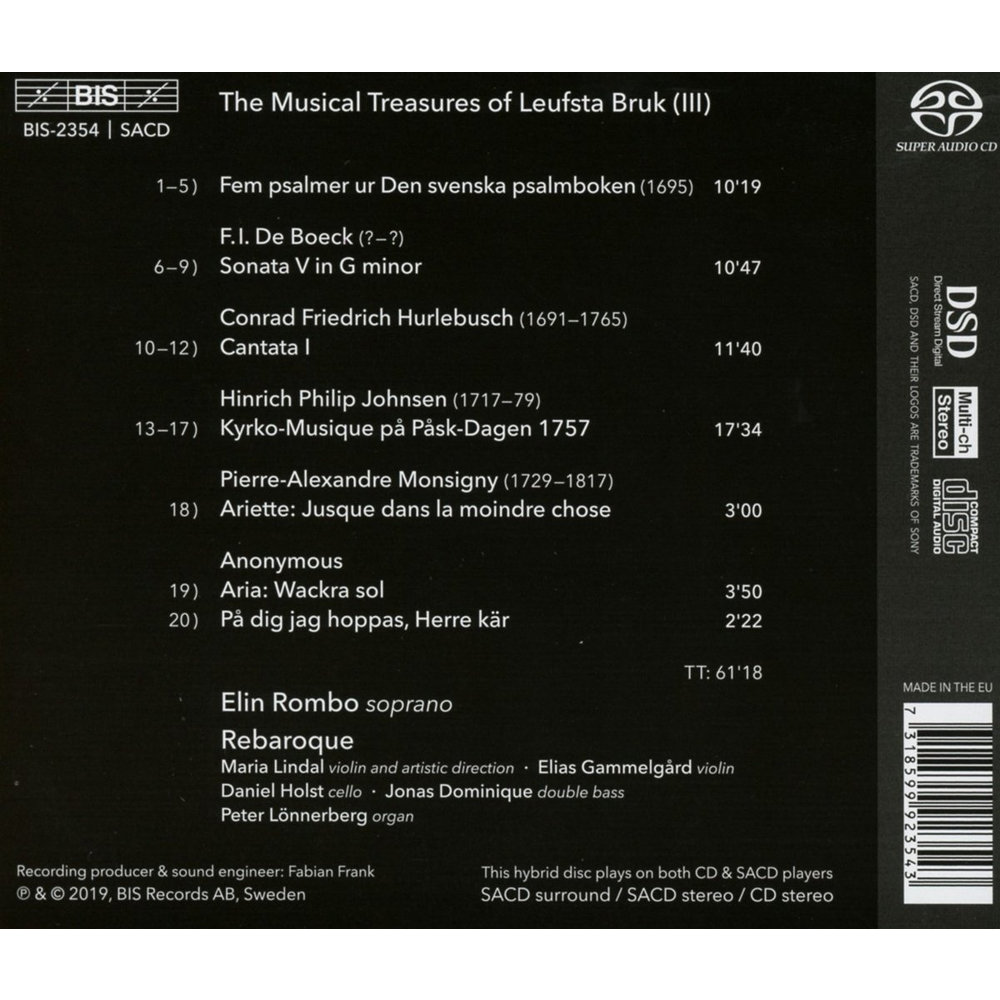 BIS
BIS-2354 | SACD
The Musical Treasures of Leufsta Bruk (III)
SUPER AUDIO CD
1–5) Fem psalmer ur Den svenska psalmboken (1695) 10'19
F.I. De Boeck (?–?)
6–9) Sonata V in G minor 10'47
Conrad Friedrich Hurlebusch (1691–1765)
10–12) Cantata I 11'40
Hinrich Philip Johnsen (1717–79)
13–17) Kyrko-Musique på Påsk-Dagen 1757 17'34
Pierre-Alexandre Monsigny (1729–1817)
18) Ariette: Jusque dans la moindre chose 3'00
Anonymous
19) Aria: Wackra sol 3'50
20) På dig jag hoppas, Herre kär 2'22
TT: 61'18
Elin Rombo soprano
Rebaroque
Maria Lindal violin and artistic direction · Elias Gammelgård violin
Daniel Holst cello · Jonas Dominique double bass
Peter Lönnerberg organ
Recording producer & sound engineer: Fabian Frank
℗ & © 2019, BIS Records AB, Sweden
This hybrid disc plays on both CD & SACD players
SACD surround / SACD stereo / CD stereo
DSD
Direct Stream Digital
SACD, DSD AND THEIR LOGOS ARE TRADEMARKS OF SONY
Multi-ch
Stereo
COMPACT
disc
DIGITAL AUDIO
MADE IN THE EU
7 318599 923543